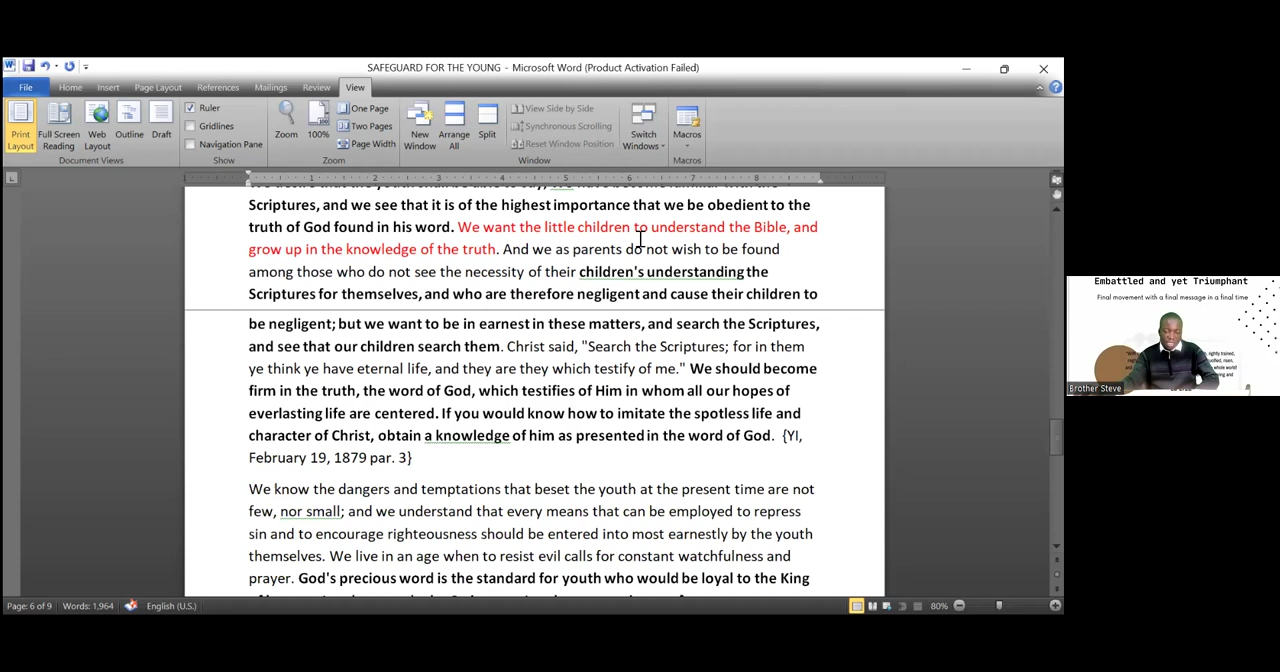 SAFEGUARD FOR THE YOUNG - Microsoft Word (Product Activation Failed)
File Home Insert Page Layout References Mailings Review View
Ruler One Page View Side by Side
Gridlines Two Pages Synchronous Scrolling
Navigation Pane Page Width Reset Window Position
Print Full Screen Web Outline Draft Zoom 100% New Arrange Split Switch Macros
Layout Reading Layout Window All Windows
Document Views Show Zoom Window Macros
1 1 2 3 4 5 6 7 8
Scriptures, and we see that it is of the highest importance that we be obedient to the
truth of God found in his word. We want the little children to understand the Bible, and
grow up in the knowledge of the truth. And we as parents do not wish to be found
among those who do not see the necessity of their children's understanding the
Scriptures for themselves, and who are therefore negligent and cause their children to
be negligent; but we want to be in earnest in these matters, and search the Scriptures,
and see that our children search them. Christ said, "Search the Scriptures; for in them
ye think ye have eternal life, and they are they which testify of me." We should become
firm in the truth, the word of God, which testifies of Him in whom all our hopes of
everlasting life are centered. If you would know how to imitate the spotless life and
character of Christ, obtain a knowledge of him as presented in the word of God. {YI,
February 19, 1879 par. 3}
We know the dangers and temptations that beset the youth at the present time are not
few, nor small; and we understand that every means that can be employed to repress
sin and to encourage righteousness should be entered into most earnestly by the youth
themselves. We live in an age when to resist evil calls for constant watchfulness and
prayer. God's precious word is the standard for youth who would be loyal to the King
Page: 6 of 9 Words: 1,964 English (U.S.) 80%
Embattled and yet Triumphant
Final movement with a final message in a final time
Brother Steve